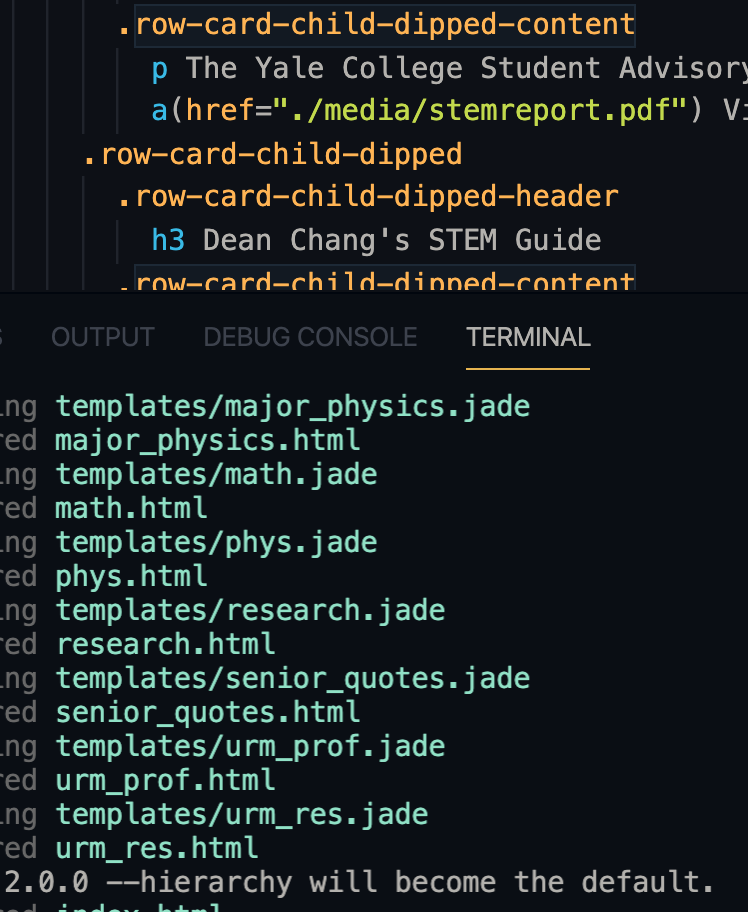 .row-card-child-dipped-content
p The Yale College Student Advisory
a(href="./media/stemreport.pdf") Vi
.row-card-child-dipped
.row-card-child-dipped-header
h3 Dean Chang's STEM Guide
.row-card-child-dipped-content
S OUTPUT DEBUG CONSOLE TERMINAL
ing templates/major_physics.jade
red major_physics.html
ing templates/math.jade
red math.html
ing templates/phys.jade
red phys.html
ing templates/research.jade
red research.html
ing templates/senior_quotes.jade
red senior_quotes.html
ing templates/urm_prof.jade
red urm_prof.html
ing templates/urm_res.jade
red urm_res.html
2.0.0 --hierarchy will become the default.
red index.html